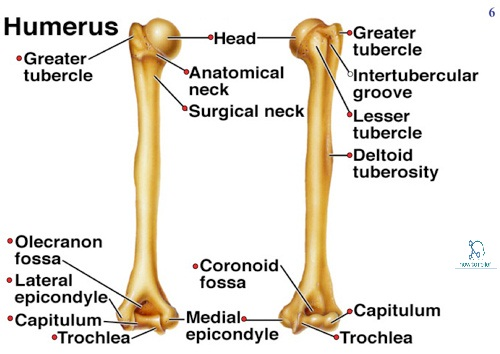 6
Humerus
Greater
tubercle
Head
Anatomical
neck
Surgical neck
Greater
tubercle
Intertubercular
groove
Lesser
tubercle
Deltoid
tuberosity
Olecranon
fossa
Lateral
epicondyle
Capitulum
Trochlea
Medial
epicondyle
Coronoid
fossa
Capitulum
Trochlea